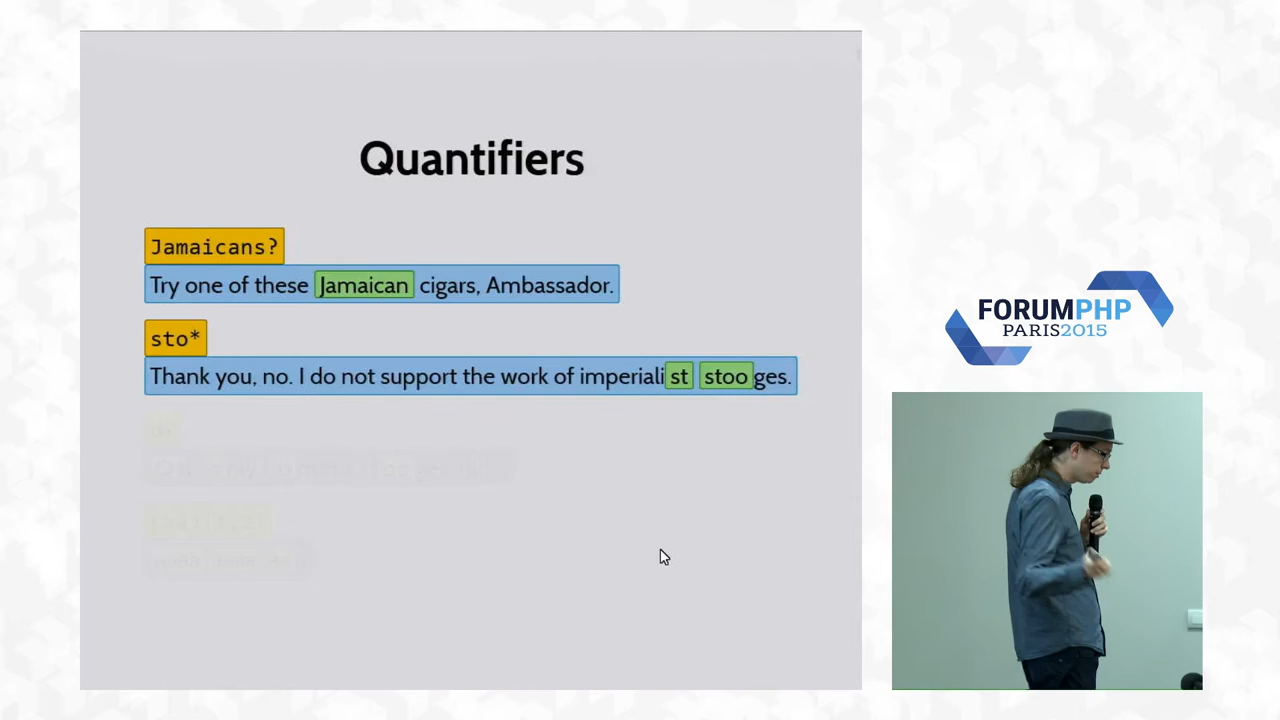 Quantifiers
Jamaicans?
Try one of these Jamaican cigars, Ambassador.
sto*
Thank you, no. I do not support the work of imperialist stooges.
FORUMPHP
PARIS2015